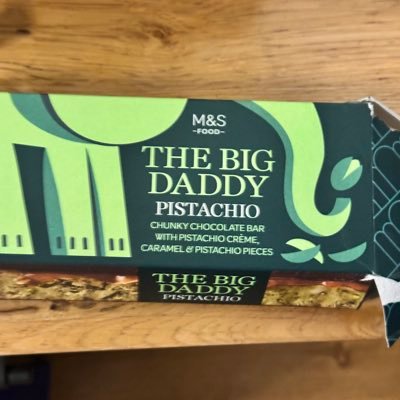 M&S
FOOD
THE BIG
DADDY
PISTACHIO
CHUNKY CHOCOLATE BAR
WITH PISTACHIO CRÈME,
CARAMEL & PISTACHIO PIECES
THE BIG
DADDY
PISTACHIO